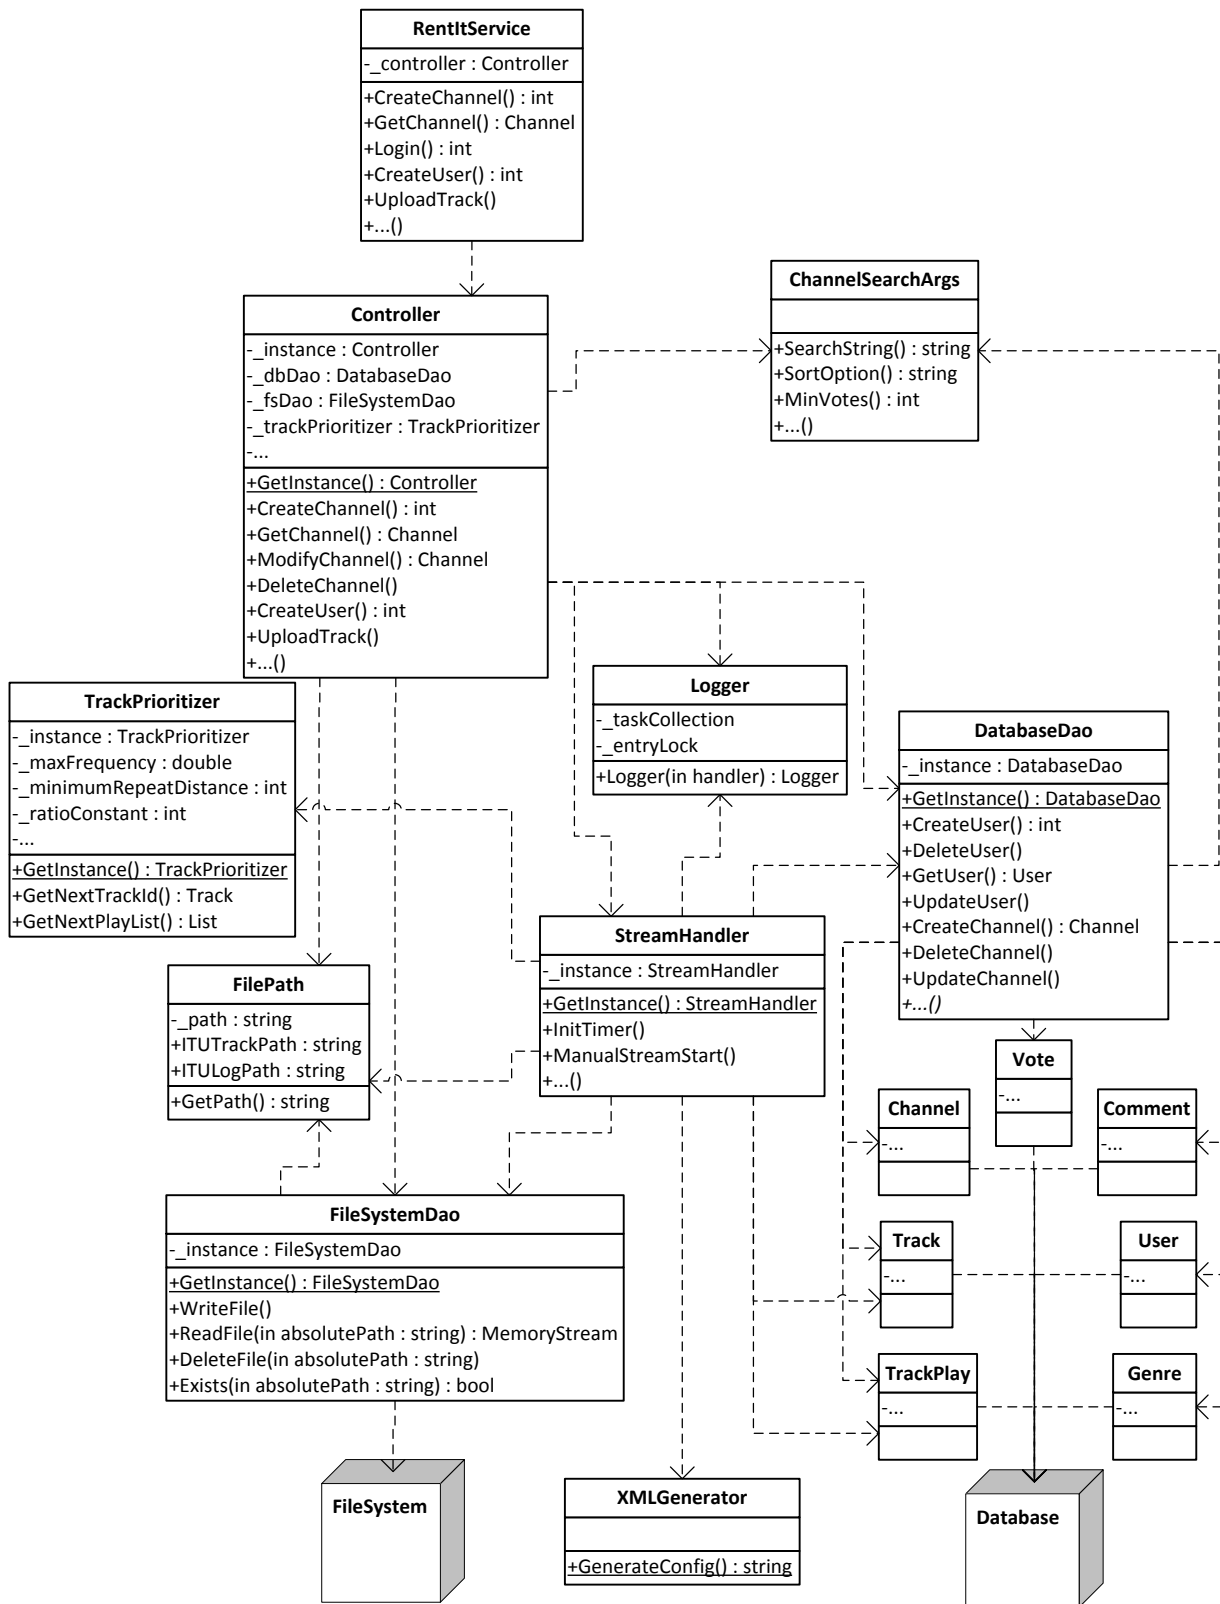 RentItService
-_controller : Controller
+CreateChannel() : int
+GetChannel() : Channel
+Login() : int
+CreateUser() : int
+UploadTrack()
+...()
ChannelSearchArgs
+SearchString() : string
+SortOption() : string
+MinVotes() : int
+...()
Controller
-_instance : Controller
-_dbDao : DatabaseDao
-_fsDao : FileSystemDao
-_trackPrioritizer : TrackPrioritizer
-...
+GetInstance() : Controller
+CreateChannel() : int
+GetChannel() : Channel
+ModifyChannel() : Channel
+DeleteChannel()
+CreateUser() : int
+UploadTrack()
+...()
TrackPrioritizer
-_instance : TrackPrioritizer
-_maxFrequency : double
-_minimumRepeatDistance : int
-_ratioConstant : int
-...
+GetInstance() : TrackPrioritizer
+GetNextTrackId() : Track
+GetNextPlayList() : List
Logger
-_taskCollection
-_entryLock
+Logger(in handler) : Logger
DatabaseDao
-_instance : DatabaseDao
+GetInstance() : DatabaseDao
+CreateUser() : int
+DeleteUser()
+GetUser() : User
+UpdateUser()
+CreateChannel() : Channel
+DeleteChannel()
+UpdateChannel()
+...()
StreamHandler
-_instance : StreamHandler
+GetInstance() : StreamHandler
+InitTimer()
+ManualStreamStart()
+...()
FilePath
-_path : string
+ITUTrackPath : string
+ITULogPath : string
+GetPath() : string
Vote
-...
Channel
-...
Comment
-...
FileSystemDao
-_instance : FileSystemDao
+GetInstance() : FileSystemDao
+WriteFile()
+ReadFile(in absolutePath : string) : MemoryStream
+DeleteFile(in absolutePath : string)
+Exists(in absolutePath : string) : bool
Track
-...
User
-...
TrackPlay
-...
Genre
-...
FileSystem
XMLGenerator
+GenerateConfig() : string
Database